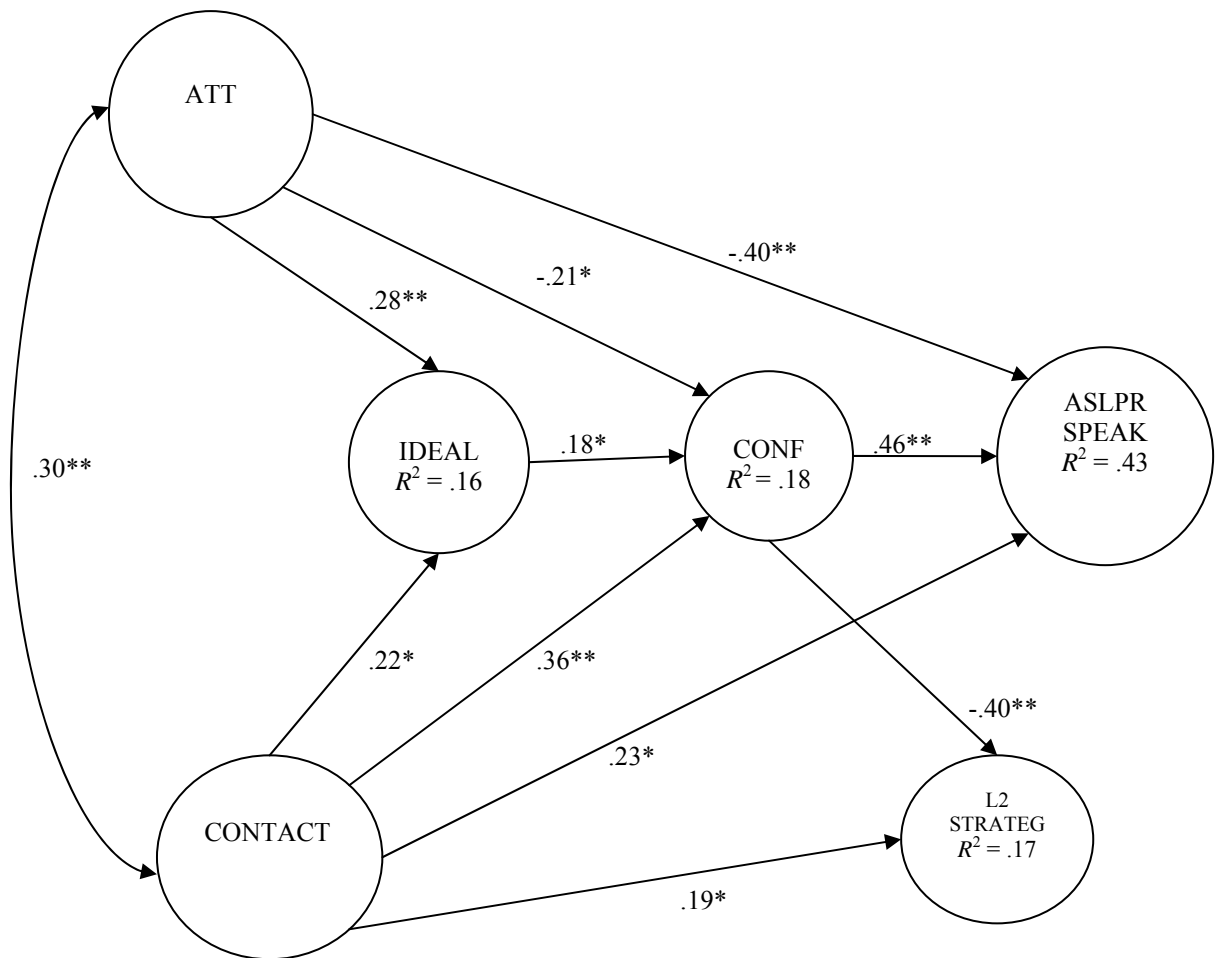 ATT
-.40**
-.21*
.28**
.30**
IDEAL
R² = .16
.18*
CONF
R² = .18
.46**
ASLPR
SPEAK
R² = .43
.22*
.36**
.23*
-.40**
CONTACT
.19*
L2
STRATEG
R² = .17